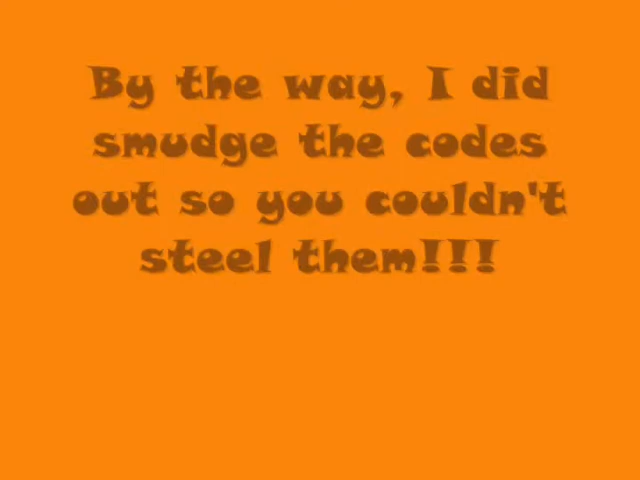 By the way, I did
smudge the codes
out so you couldn't
steel them!!!